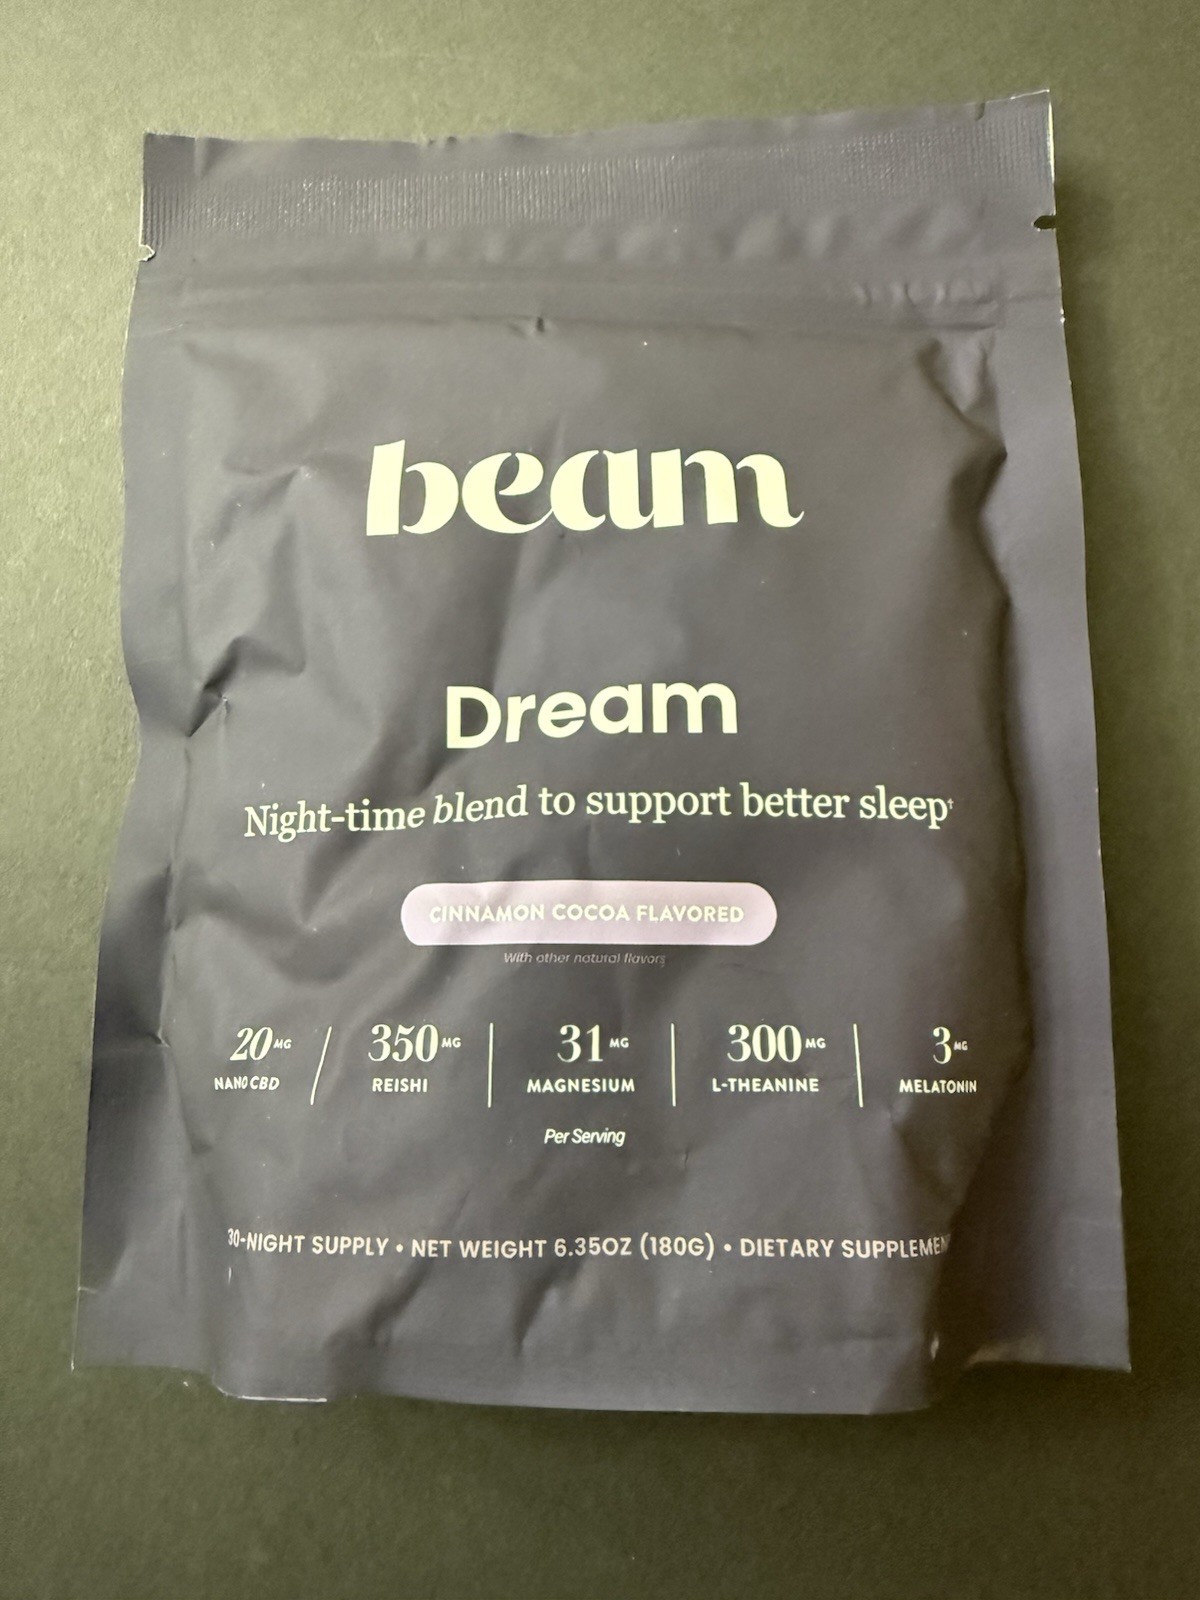 beam
Dream
Night-time blend to support better sleep†
CINNAMON COCOA FLAVORED
With other natural flavors
20MG / 350MG | 31MG | 300MG | 3MG
NANO CBD REISHI MAGNESIUM L-THEANINE MELATONIN
Per Serving
30-NIGHT SUPPLY • NET WEIGHT 6.35OZ (180G) • DIETARY SUPPLEMEN